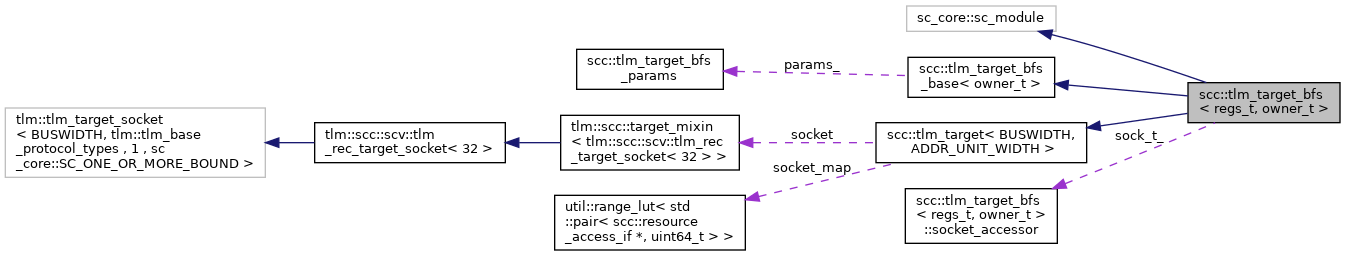 sc_core::sc_module
scc::tlm_target_bfs
_params
params_
scc::tlm_target_bfs
_base< owner_t >
scc::tlm_target_bfs
< regs_t, owner_t >
tlm::tlm_target_socket
< BUSWIDTH, tlm::tlm_base
_protocol_types , 1 , sc
_core::SC_ONE_OR_MORE_BOUND >
tlm::scc::scv::tlm
_rec_target_socket< 32 >
tlm::scc::target_mixin
< tlm::scc::scv::tlm_rec
_target_socket< 32 > >
socket
scc::tlm_target< BUSWIDTH,
ADDR_UNIT_WIDTH >
sock_t_
socket_map
util::range_lut< std
::pair< scc::resource
_access_if *, uint64_t > >
scc::tlm_target_bfs
< regs_t, owner_t >
::socket_accessor